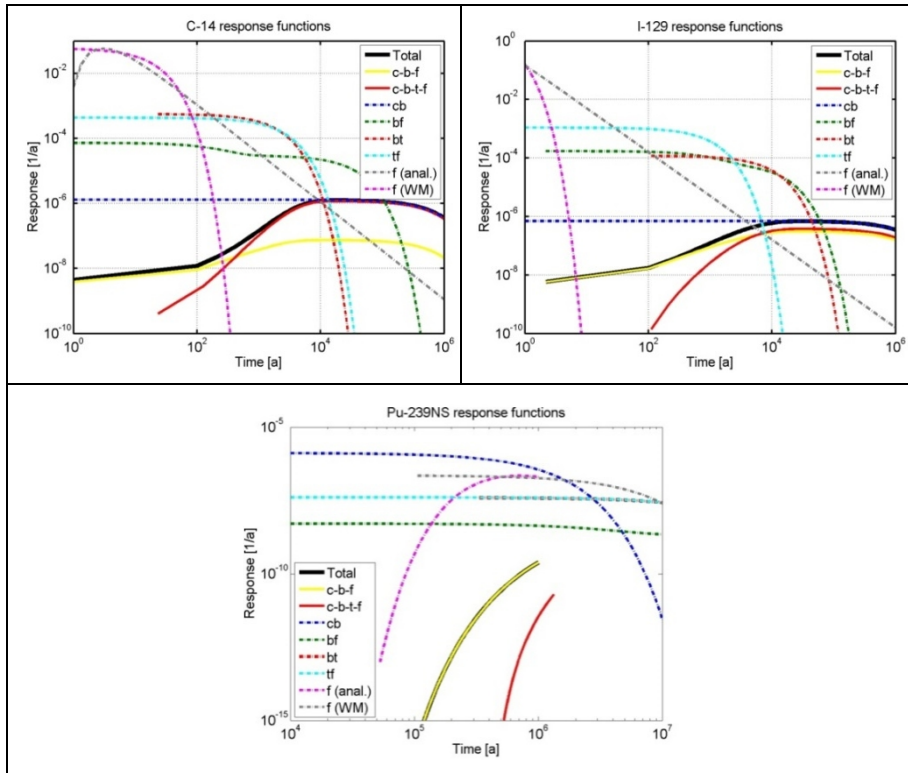 C-14 response functions
10^-2
10^-4
10^-6
10^-8
10^-10
Response [1/a]
Total
c-b-f
c-b-t-f
cb
bf
bt
tf
f (anal.)
f (WM)
10^0
10^2
10^4
10^6
Time [a]
I-129 response functions
10^0
10^-2
10^-4
10^-6
10^-8
10^-10
Response [1/a]
Total
c-b-f
c-b-t-f
cb
bf
bt
tf
f (anal.)
f (WM)
10^0
10^2
10^4
10^6
Time [a]
Pu-239NS response functions
10^-5
10^-10
10^-15
Response [1/a]
Total
c-b-f
c-b-t-f
cb
bf
bt
tf
f (anal.)
f (WM)
10^4
10^5
10^6
10^7
Time [a]